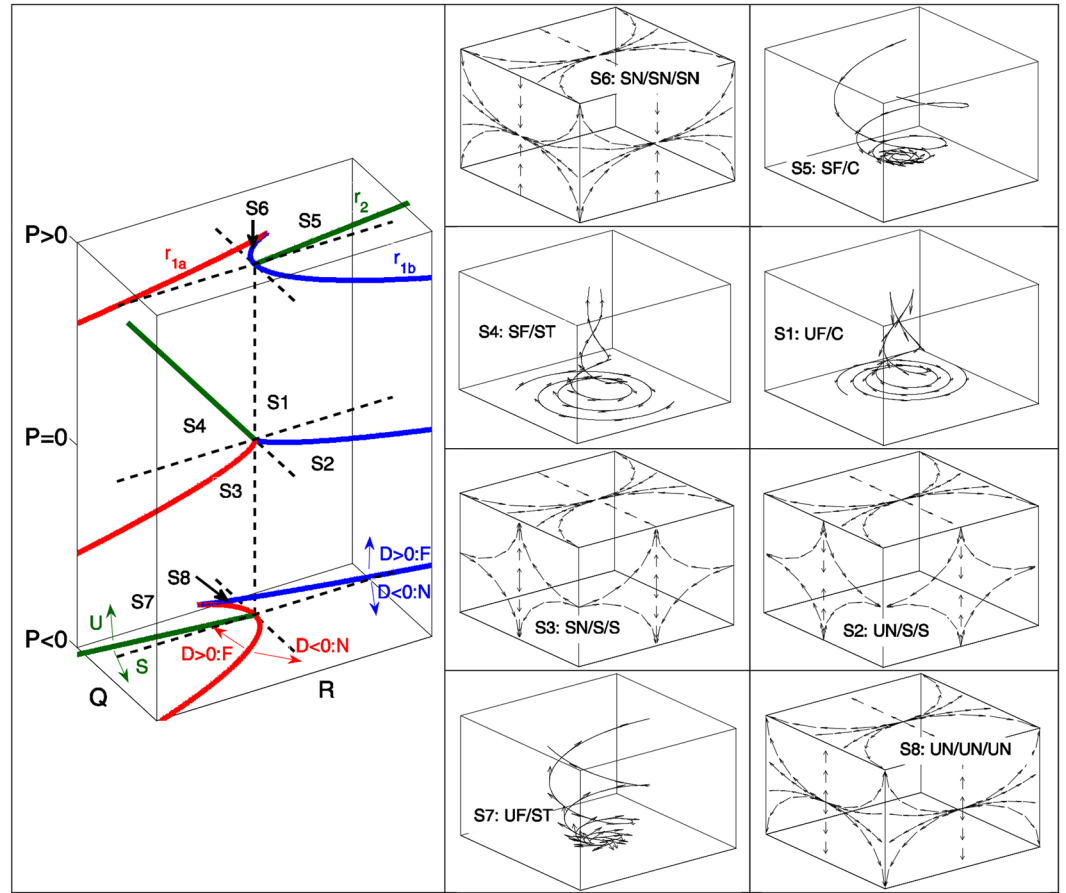 P>0
S6
S5
r2
r1a
r1b
P=0
S4
S1
S3
S2
D>0:F
D<0:N
S8
S7
U
P<0
S
D>0:F
D<0:N
Q
R
S6: SN/SN/SN
S5: SF/C
S4: SF/ST
S1: UF/C
S3: SN/S/S
S2: UN/S/S
S7: UF/ST
S8: UN/UN/UN